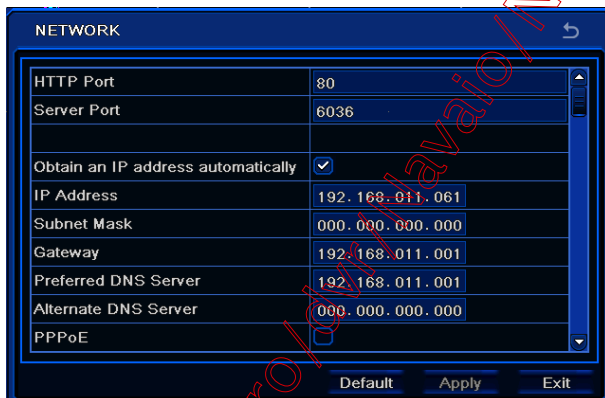 NETWORK
HTTP Port 80
Server Port 6036
Obtain an IP address automatically
IP Address 192.168.011.061
Subnet Mask 000.000.000.000
Gateway 192.168.011.001
Preferred DNS Server 192.168.011.001
Alternate DNS Server 000.000.000.000
PPPoE
Default Apply Exit